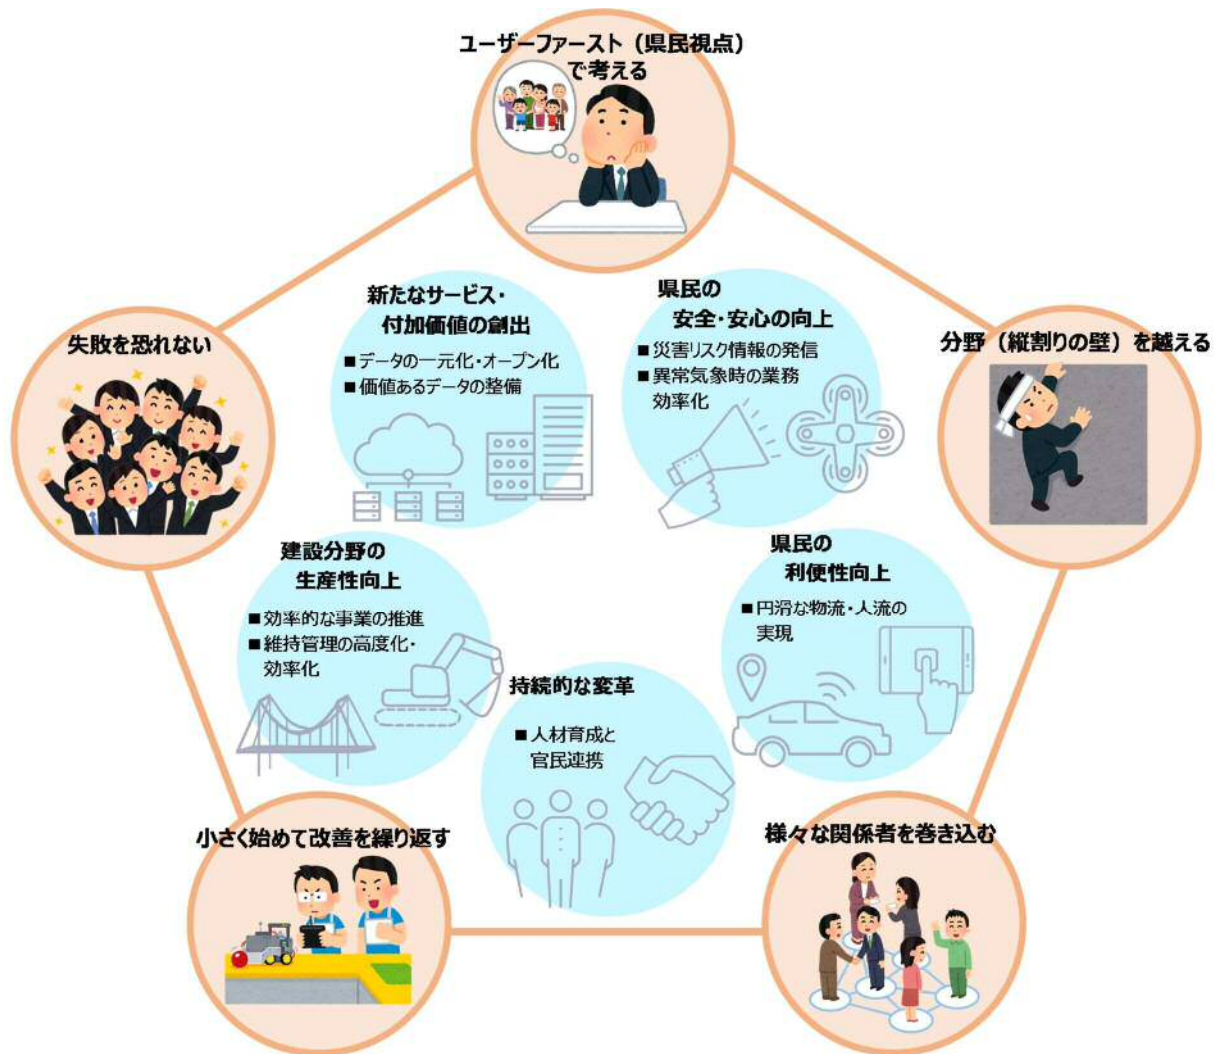 ユーザーファースト（県民視点）
で考える
新たなサービス・
付加価値の創出
■データの一元化・オープン化
■価値あるデータの整備
県民の
安全・安心の向上
■災害リスク情報の発信
■異常気象時の業務
効率化
失敗を恐れない
分野（縦割りの壁）を越える
建設分野の
生産性向上
■効率的な事業の推進
■維持管理の高度化・
効率化
県民の
利便性向上
■円滑な物流・人流の
実現
持続的な変革
■人材育成と
官民連携
小さく始めて改善を繰り返す
様々な関係者を巻き込む